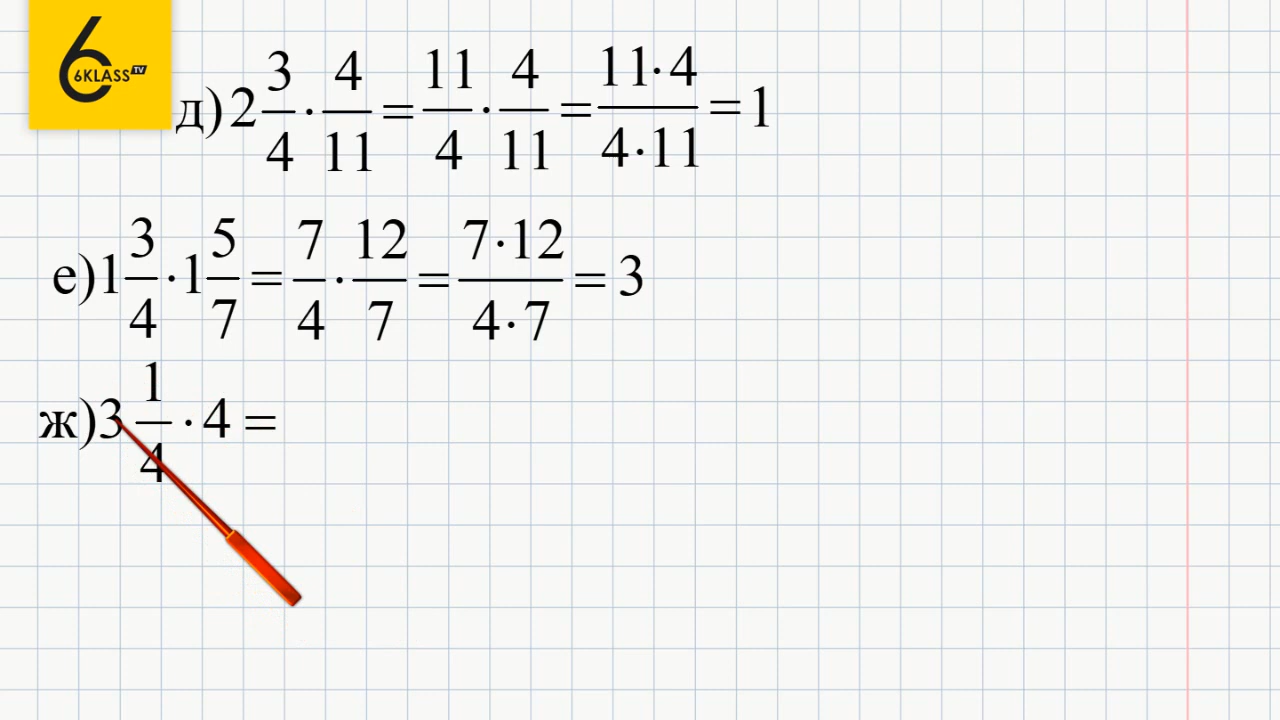 6KLASS TV
д) 2 3/4 · 4/11 = 11/4 · 4/11 = 11·4/4·11 = 1
е) 1 3/4 · 1 5/7 = 7/4 · 12/7 = 7·12/4·7 = 3
ж) 3 1/4 · 4 =